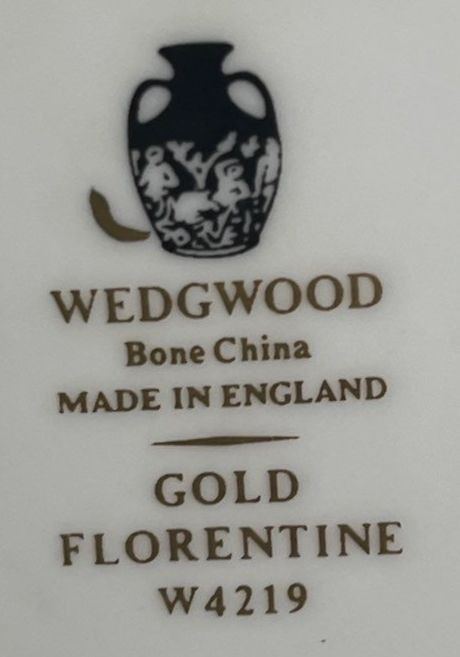 WEDGWOOD
Bone China
MADE IN ENGLAND
GOLD
FLORENTINE
W4219